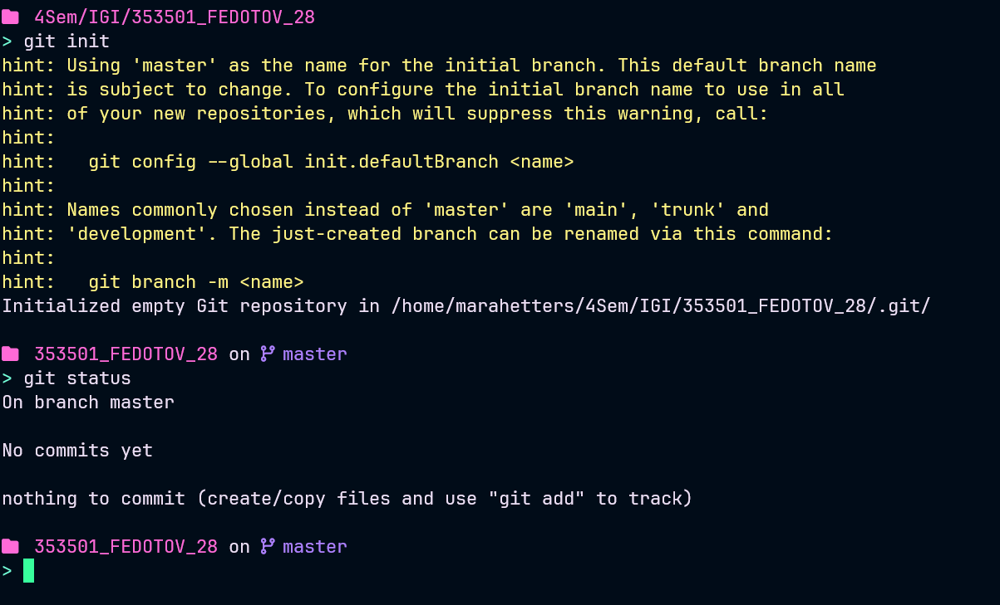 4Sem/IGI/353501_FEDOTOV_28
> git init
hint: Using 'master' as the name for the initial branch. This default branch name
hint: is subject to change. To configure the initial branch name to use in all
hint: of your new repositories, which will suppress this warning, call:
hint:
hint:   git config --global init.defaultBranch <name>
hint:
hint: Names commonly chosen instead of 'master' are 'main', 'trunk' and
hint: 'development'. The just-created branch can be renamed via this command:
hint:
hint:   git branch -m <name>
Initialized empty Git repository in /home/marahetters/4Sem/IGI/353501_FEDOTOV_28/.git/
353501_FEDOTOV_28 on master
> git status
On branch master
No commits yet
nothing to commit (create/copy files and use "git add" to track)
353501_FEDOTOV_28 on master
>